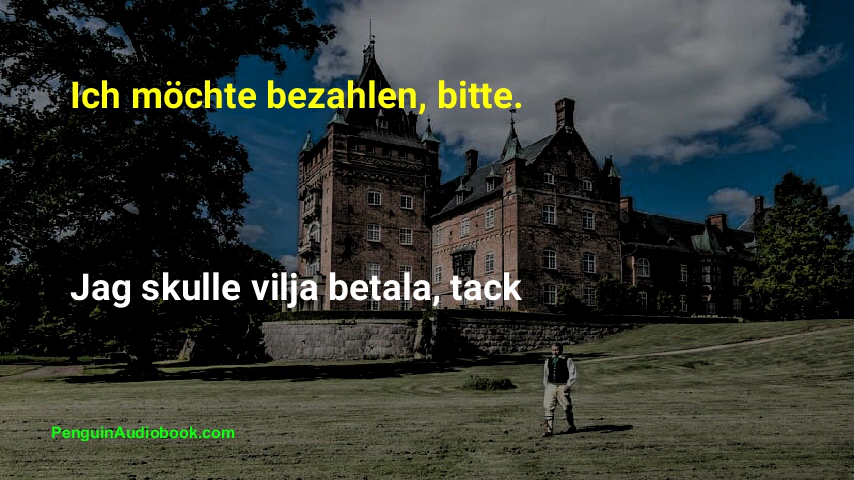 Ich möchte bezahlen, bitte.
Jag skulle vilja betala, tack
PenguinAudiobook.com